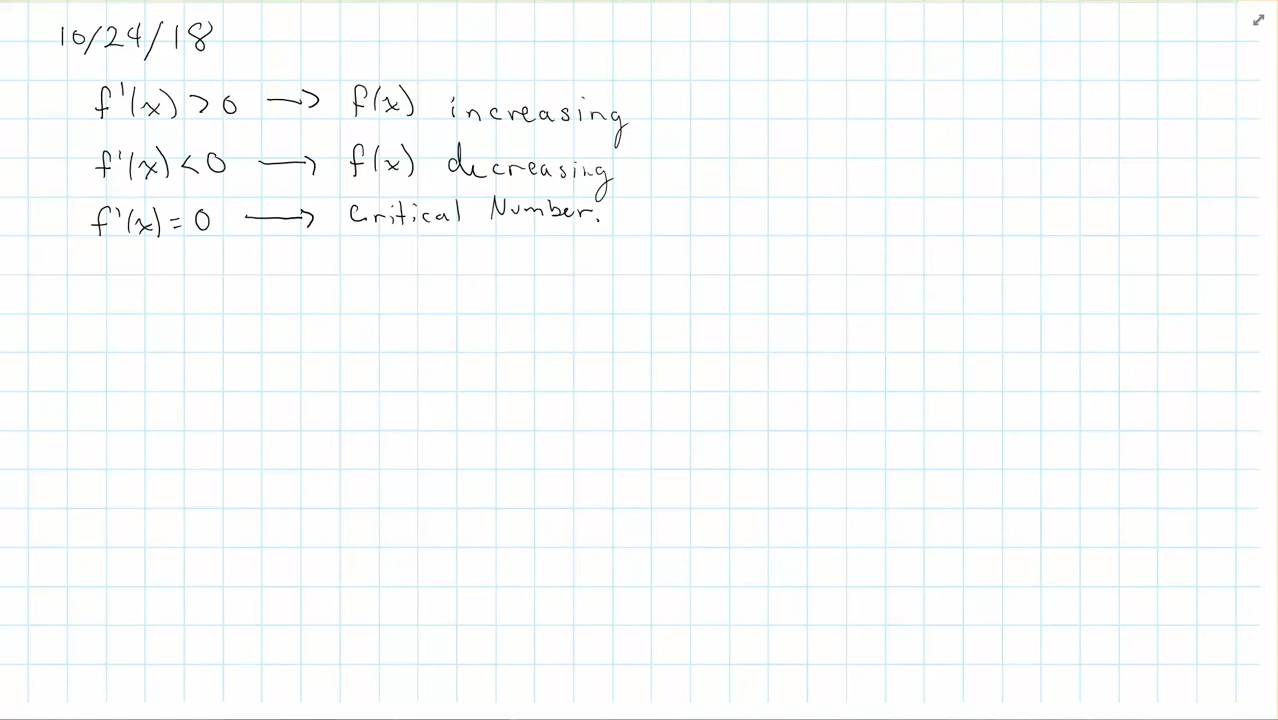 10/24/18
f'(x) > 0 → f(x) increasing
f'(x) < 0 → f(x) decreasing
f'(x) = 0 → Critical Number.